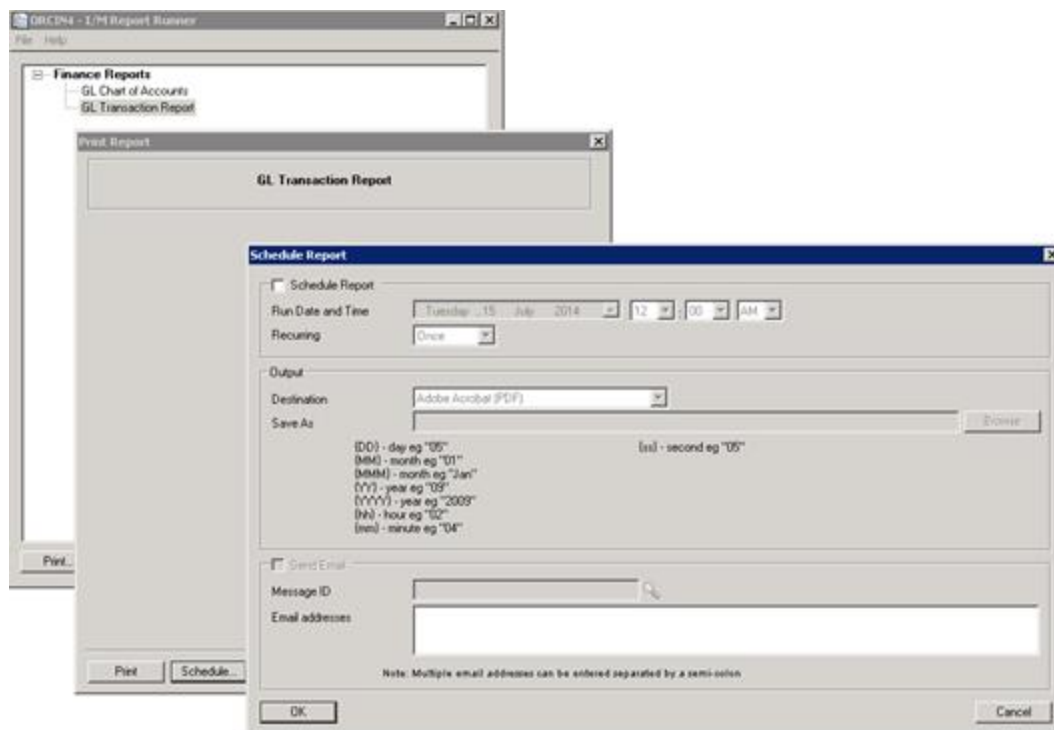 ORCIN4 - I/M Report Runner
File Help
Finance Reports
GL Chart of Accounts
GL Transaction Report
Print...
Print Report
GL Transaction Report
Print Schedule...
Schedule Report
Schedule Report
Run Date and Time Tuesday , 15 July 2014 12 : 00 AM
Recurring Once
Output
Destination Adobe Acrobat (PDF)
Save As Browse
{DD} - day eg "05" {ss} - second eg "05"
{MM} - month eg "01"
{MMM} - month eg "Jan"
{YY} - year eg "09"
{YYYY} - year eg "2009"
{hh} - hour eg "02"
{mm} - minute eg "04"
Send Email
Message ID
Email addresses
Note: Multiple email addresses can be entered separated by a semi-colon
OK Cancel